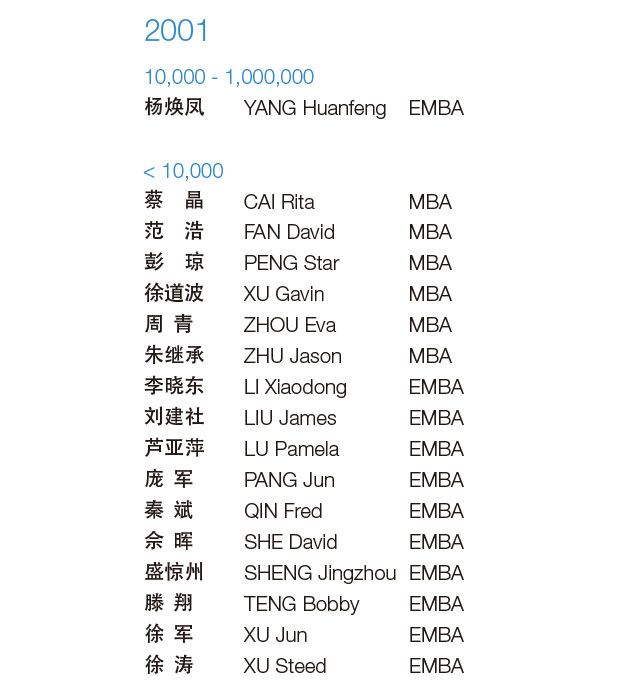 2001
10,000 - 1,000,000
杨焕凤 YANG Huanfeng EMBA
< 10,000
蔡 晶 CAI Rita MBA
范 浩 FAN David MBA
彭 琼 PENG Star MBA
徐道波 XU Gavin MBA
周 青 ZHOU Eva MBA
朱继承 ZHU Jason MBA
李晓东 LI Xiaodong EMBA
刘建社 LIU James EMBA
芦亚萍 LU Pamela EMBA
庞 军 PANG Jun EMBA
秦 斌 QIN Fred EMBA
佘 晖 SHE David EMBA
盛惊州 SHENG Jingzhou EMBA
滕 翔 TENG Bobby EMBA
徐 军 XU Jun EMBA
徐 涛 XU Steed EMBA